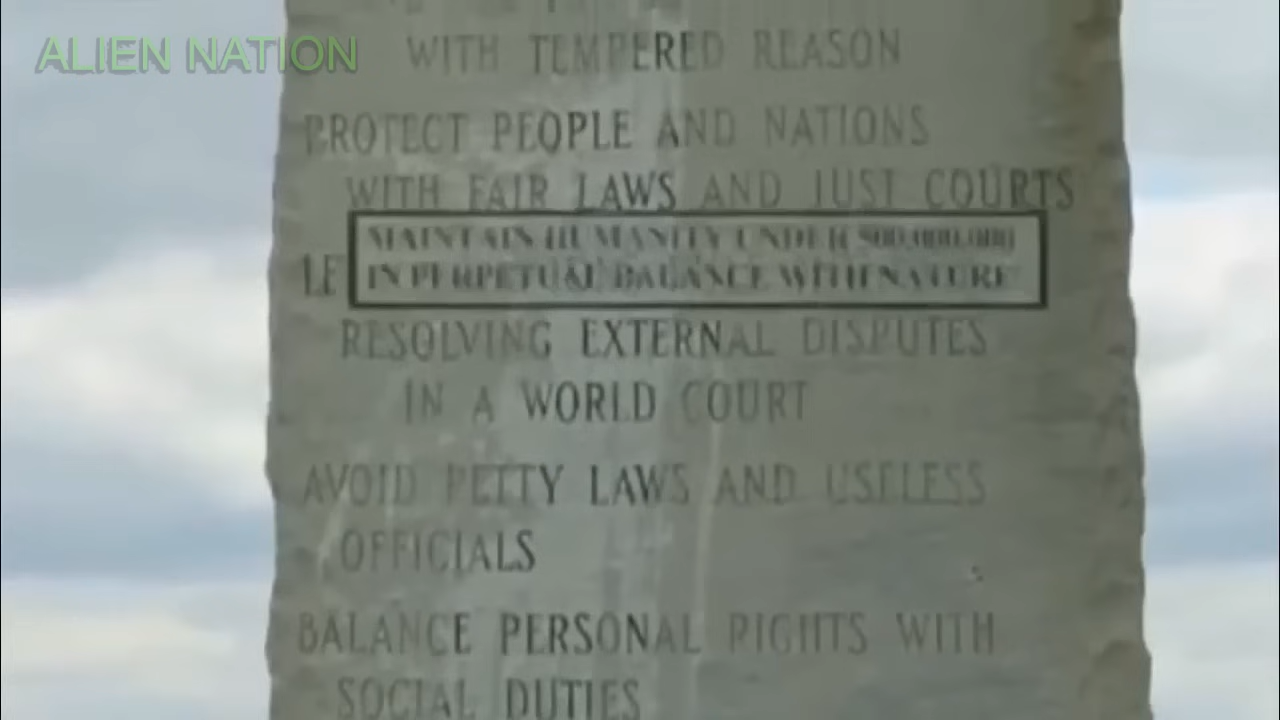 ALIEN NATION
WITH TEMPERED REASON
PROTECT PEOPLE AND NATIONS
WITH FAIR LAWS AND JUST COURTS
LE
MAINTAIN HUMANITY UNDER 500,000,000
IN PERPETUAL BALANCE WITH NATURE
RESOLVING EXTERNAL DISPUTES
IN A WORLD COURT
AVOID PETTY LAWS AND USELESS
OFFICIALS
BALANCE PERSONAL RIGHTS WITH
SOCIAL DUTIES